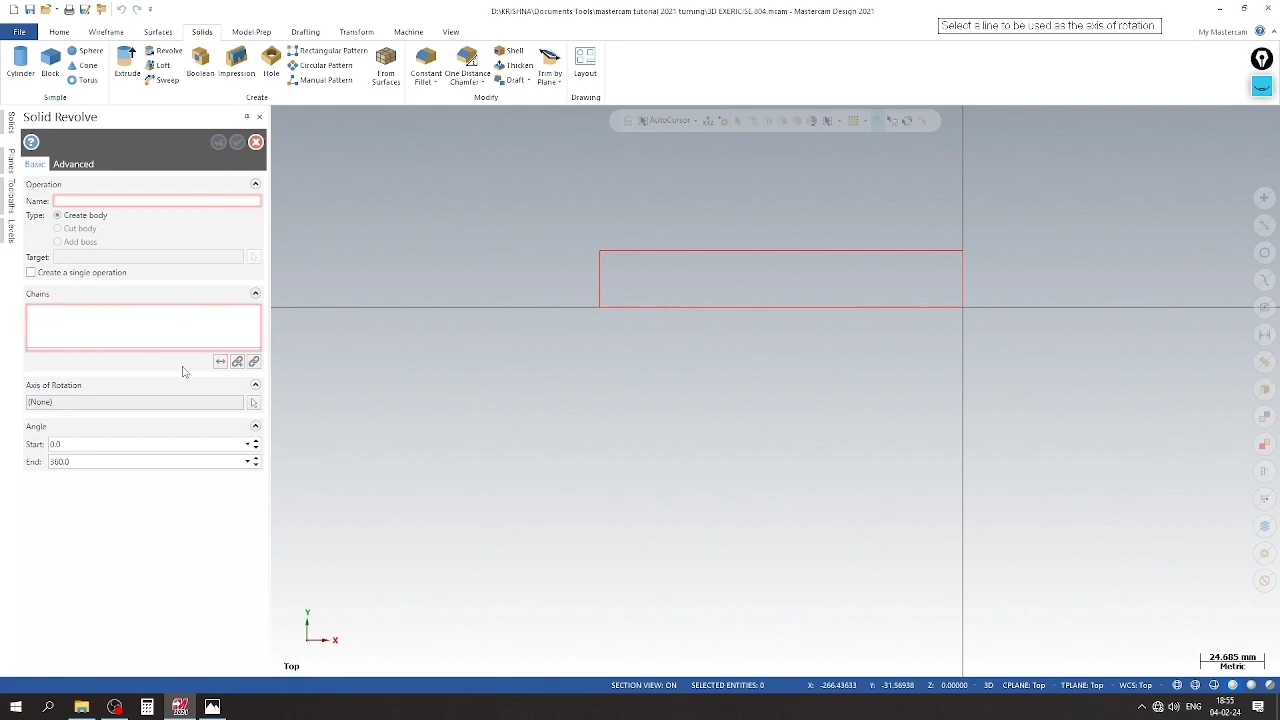 D:\KRISHNA\Documents Tools\mastercam tutorial 2021 turning\3D EXERICISE 804.mcam - Mastercam Design 2021
Select a line to be used as the axis of rotation.
File Home Wireframe Surfaces Solids Model Prep Drafting Transform Machine View My Mastercam
Cylinder Block Sphere Cone Torus
Simple
Extrude Revolve Loft Sweep Boolean Impression Hole Rectangular Pattern Circular Pattern Manual Pattern From Surfaces
Create
Constant Fillet One Distance Chamfer Shell Thicken Draft Trim by Plane
Modify
Layout
Drawing
Solids
Planes
Toolpaths
Levels
Solid Revolve
Basic Advanced
Operation
Name:
Type: Create body
Cut body
Add boss
Target:
Create a single operation
Chains
Axis of Rotation
(None)
Angle
Start: 0.0
End: 360.0
AutoCursor
Y
X
Top
24.685 mm
Metric
SECTION VIEW: ON SELECTED ENTITIES: 0 X: -266.43633 Y: -31.56938 Z: 0.00000 3D CPLANE: Top TPLANE: Top WCS: Top
ENG 18:55
04-02-24